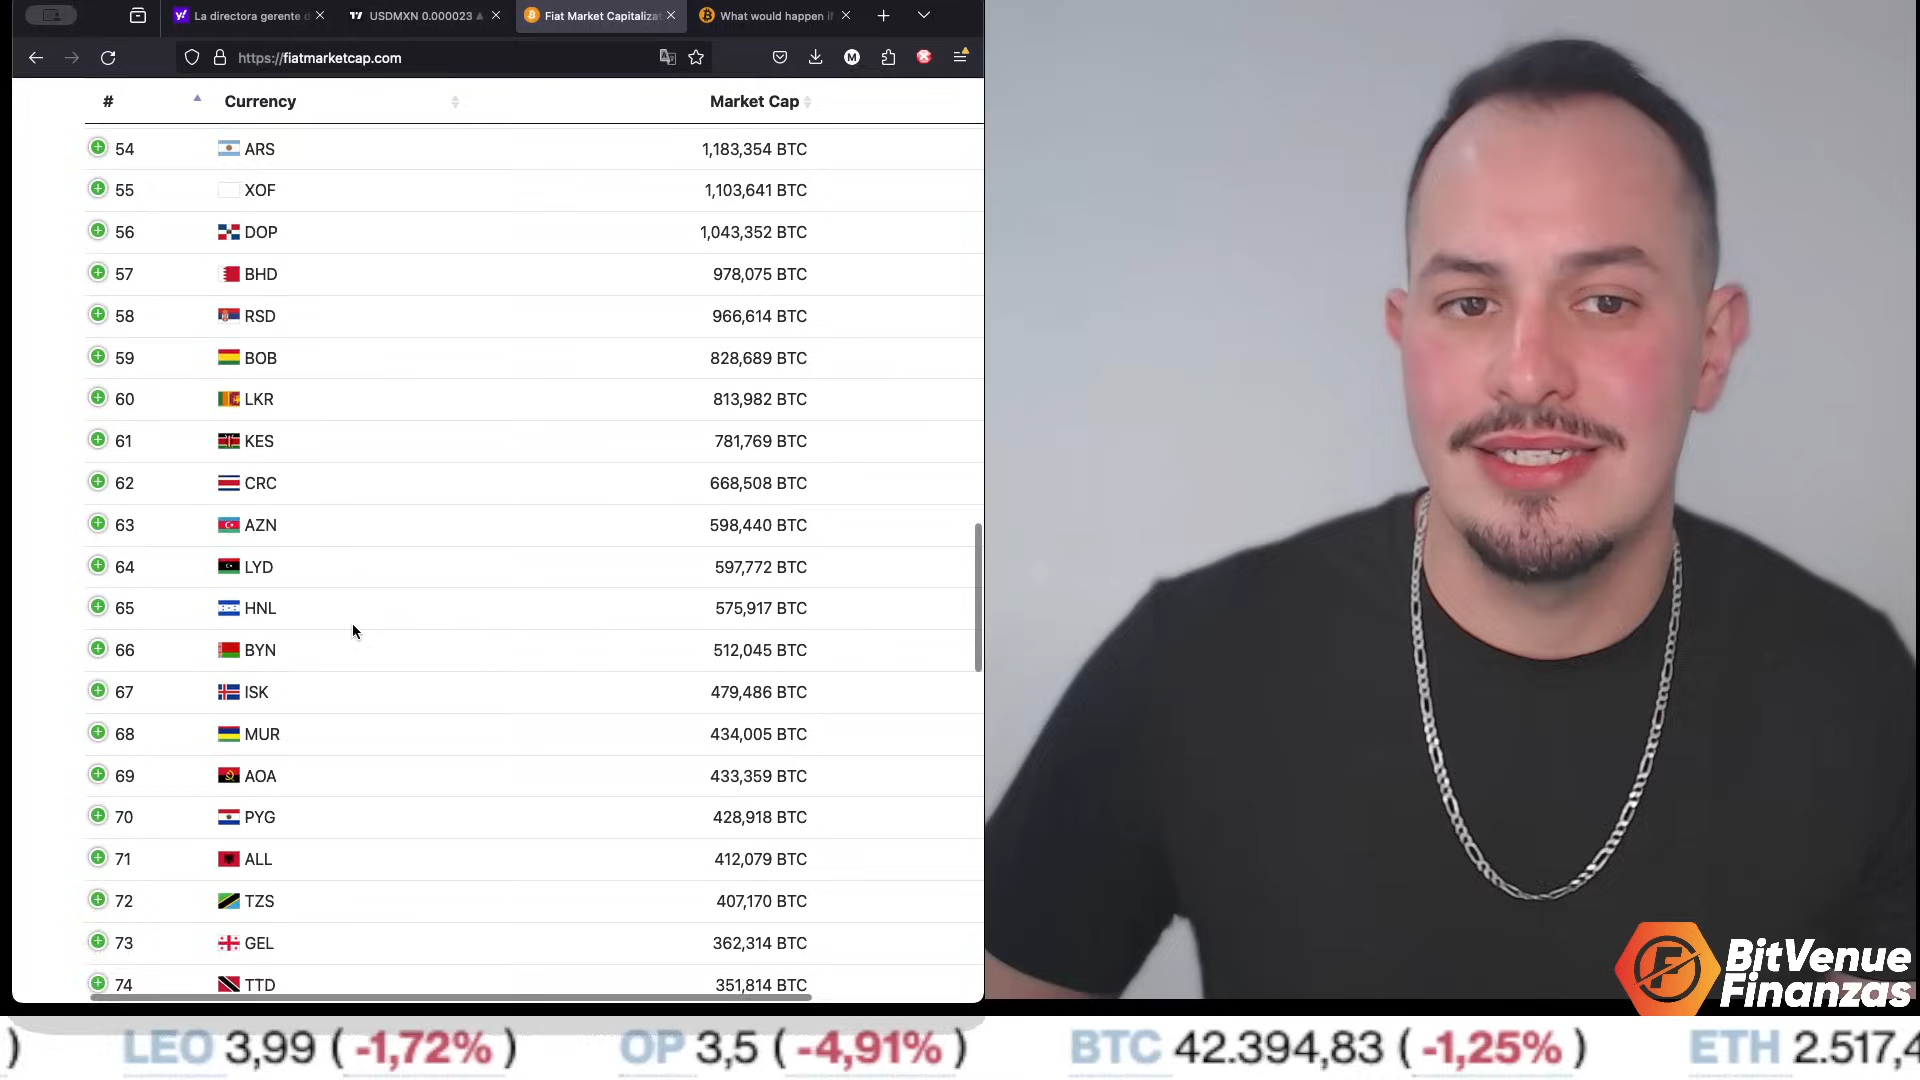 La directora gerente d
USDMXN 0.000023
Fiat Market Capitaliza
What would happen if
https://fiatmarketcap.com
# Currency Market Cap
54 ARS 1,183,354 BTC
55 XOF 1,103,641 BTC
56 DOP 1,043,352 BTC
57 BHD 978,075 BTC
58 RSD 966,614 BTC
59 BOB 828,689 BTC
60 LKR 813,982 BTC
61 KES 781,769 BTC
62 CRC 668,508 BTC
63 AZN 598,440 BTC
64 LYD 597,772 BTC
65 HNL 575,917 BTC
66 BYN 512,045 BTC
67 ISK 479,486 BTC
68 MUR 434,005 BTC
69 AOA 433,359 BTC
70 PYG 428,918 BTC
71 ALL 412,079 BTC
72 TZS 407,170 BTC
73 GEL 362,314 BTC
74 TTD 351,814 BTC
BitVenue
Finanzas
) LEO 3,99 ( -1,72% ) OP 3,5 ( -4,91% ) BTC 42.394,83 ( -1,25% ) ETH 2.517,4